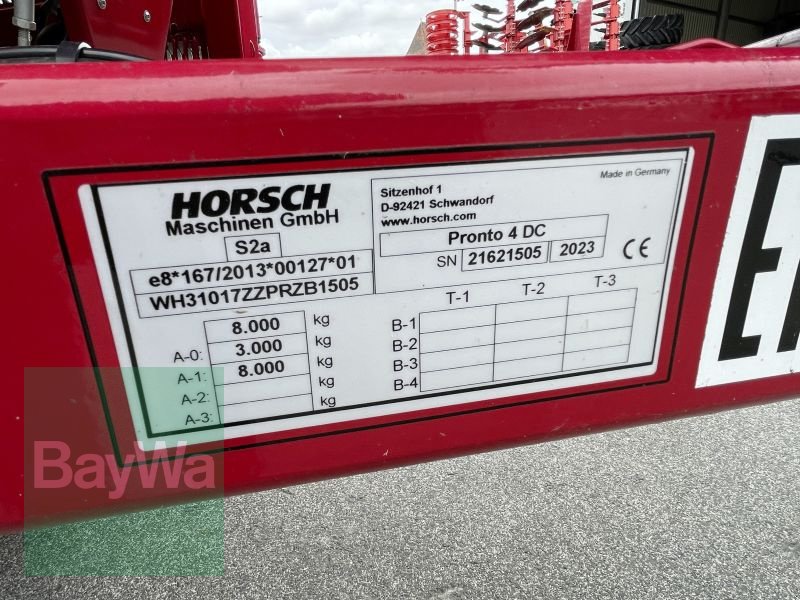 HORSCH
Maschinen GmbH
S2a
e8*167/2013*00127*01
WH31017ZZPRZB1505
Sitzenhof 1
D-92421 Schwandorf
www.horsch.com
Made in Germany
Pronto 4 DC
SN 21621505 2023 CE
8.000 kg
A-0: 3.000 kg
A-1: 8.000 kg
A-2: kg
A-3: kg
T-1 T-2 T-3
B-1
B-2
B-3
B-4
BayWa